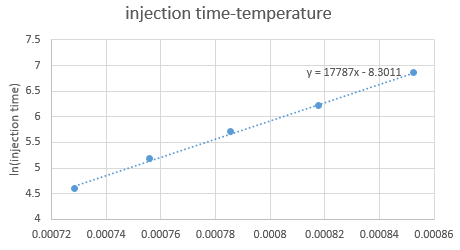 injection time-temperature
7.5
7
6.5
6
5.5
5
4.5
4
ln(injection time)
y = 17787x - 8.3011
0.00072 0.00074 0.00076 0.00078 0.0008 0.00082 0.00084 0.00086